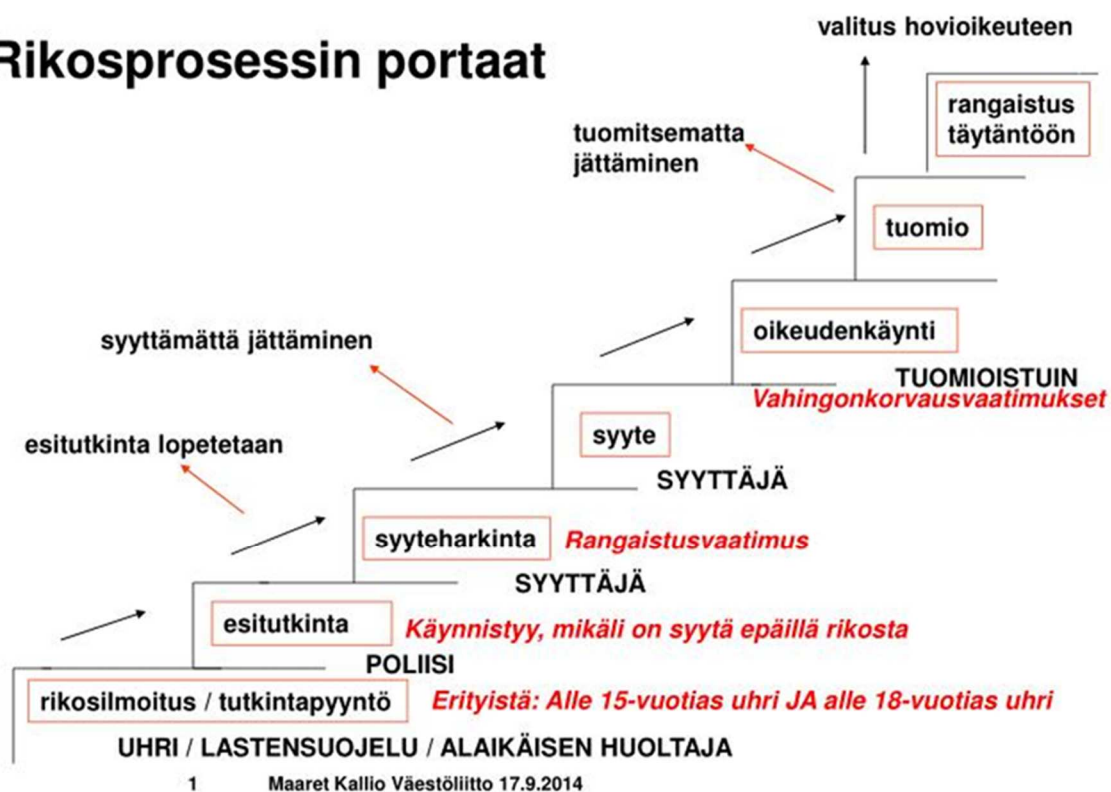 Rikosprosessin portaat
valitus hovioikeuteen
rangaistus
täytäntöön
tuomitsematta
jättäminen
tuomio
oikeudenkäynti
TUOMIOISTUIN
Vahingonkorvausvaatimukset
syyttämättä jättäminen
syyte
SYYTTÄJÄ
esitutkinta lopetetaan
syyteharkinta Rangaistusvaatimus
SYYTTÄJÄ
esitutkinta Käynnistyy, mikäli on syytä epäillä rikosta
POLIISI
rikosilmoitus / tutkintapyyntö Erityistä: Alle 15-vuotias uhri JA alle 18-vuotias uhri
UHRI / LASTENSUOJELU / ALAIKÄISEN HUOLTAJA
1 Maaret Kallio Väestöliitto 17.9.2014